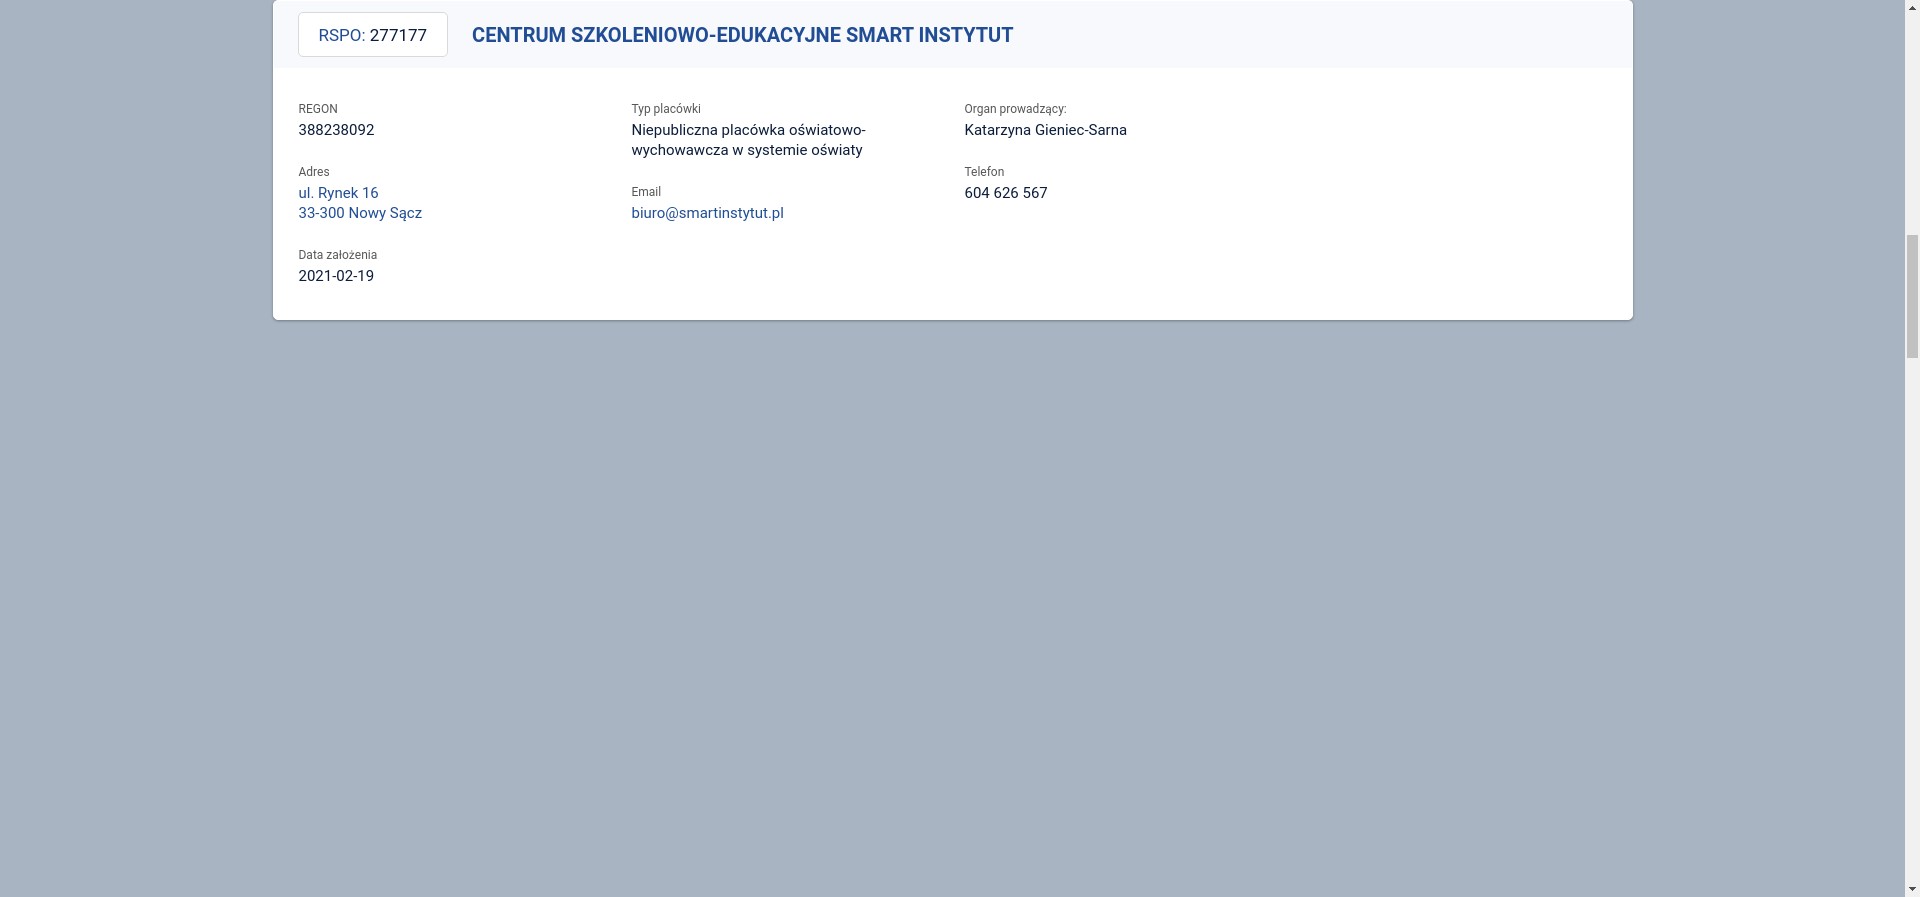 RSPO: 277177
CENTRUM SZKOLENIOWO-EDUKACYJNE SMART INSTYTUT
REGON
388238092
Adres
ul. Rynek 16
33-300 Nowy Sącz
Data założenia
2021-02-19
Typ placówki
Niepubliczna placówka oświatowo-
wychowawcza w systemie oświaty
Email
biuro@smartinstytut.pl
Organ prowadzący:
Katarzyna Gieniec-Sarna
Telefon
604 626 567